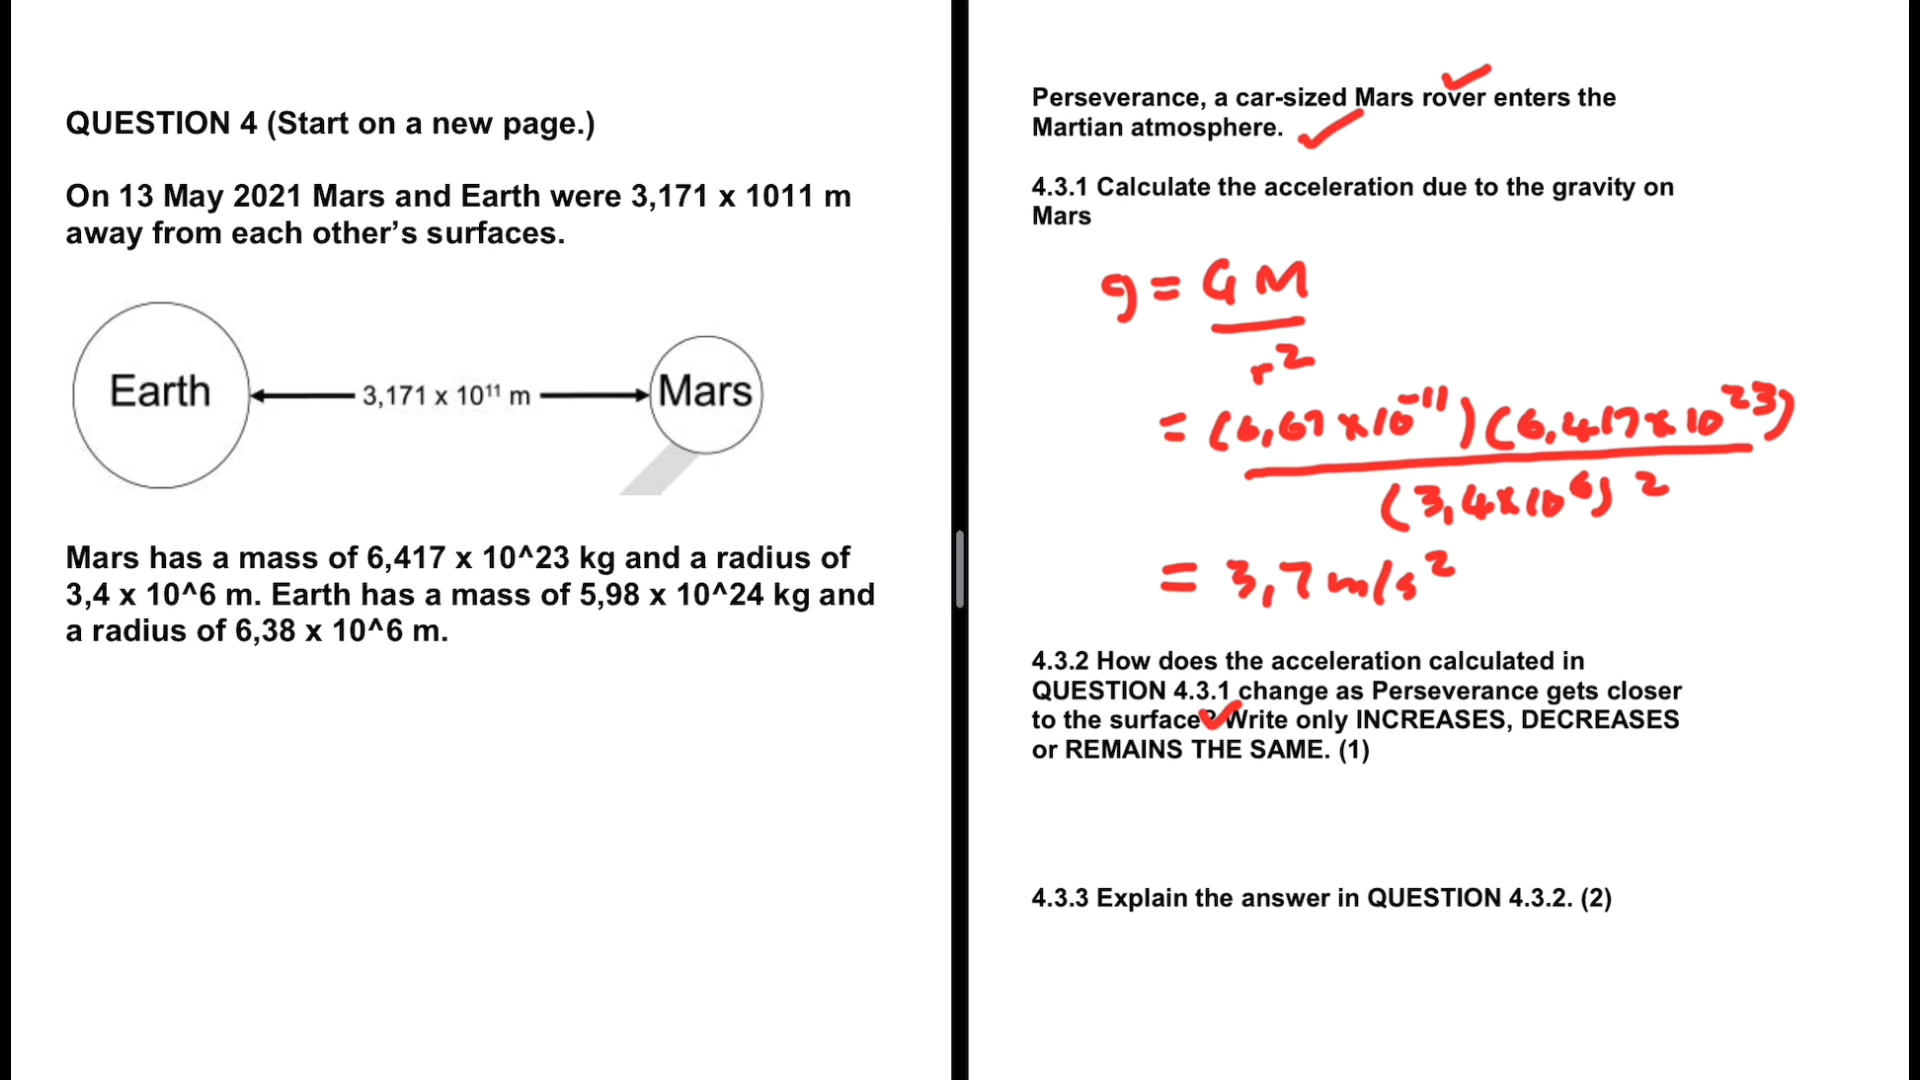 QUESTION 4 (Start on a new page.)
On 13 May 2021 Mars and Earth were 3,171 x 1011 m
away from each other’s surfaces.
Earth
3,171 x 10¹¹ m
Mars
Mars has a mass of 6,417 x 10^23 kg and a radius of
3,4 x 10^6 m. Earth has a mass of 5,98 x 10^24 kg and
a radius of 6,38 x 10^6 m.
Perseverance, a car-sized Mars rover enters the
Martian atmosphere.
4.3.1 Calculate the acceleration due to the gravity on
Mars
g = GM
r²
= (6,67 x 10⁻¹¹) (6,417 x 10²³)
(3,4 x 10⁶)²
= 3,7 m/s²
4.3.2 How does the acceleration calculated in
QUESTION 4.3.1 change as Perseverance gets closer
to the surface? Write only INCREASES, DECREASES
or REMAINS THE SAME. (1)
4.3.3 Explain the answer in QUESTION 4.3.2. (2)